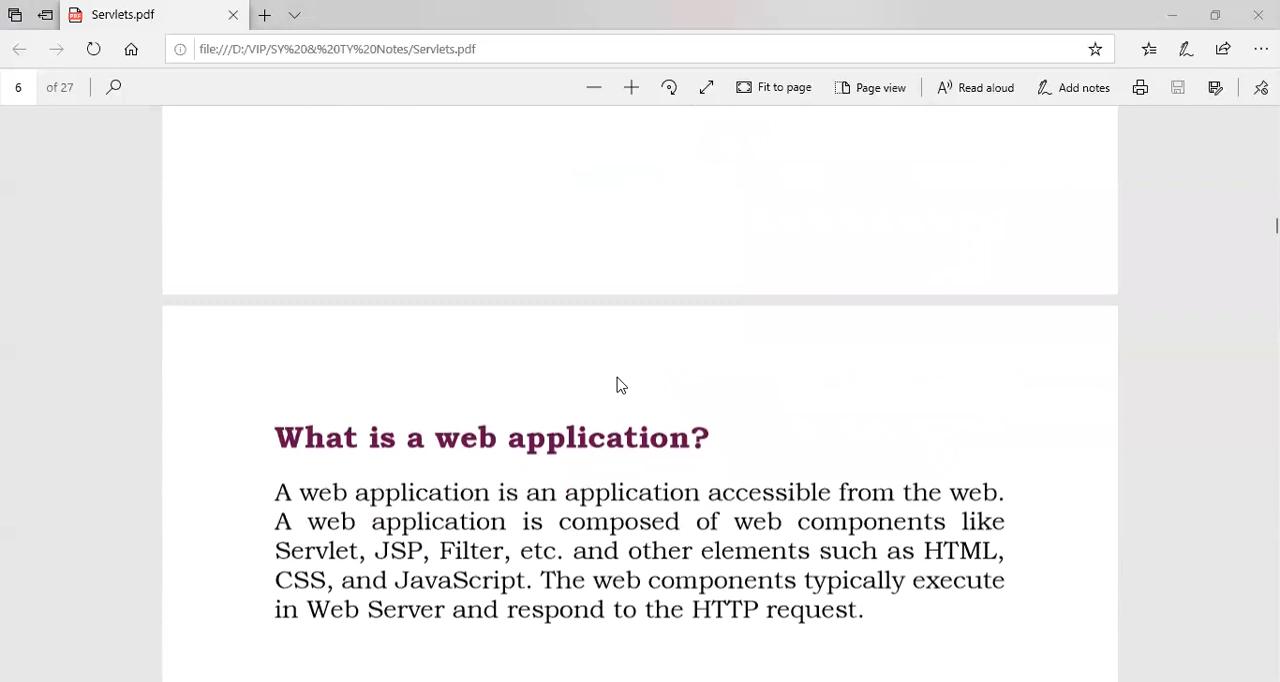 Servlets.pdf
file:///D:/VIP/SY%20&%20TY%20Notes/Servlets.pdf
6 of 27 Fit to page Page view Read aloud Add notes
What is a web application?
A web application is an application accessible from the web.
A web application is composed of web components like
Servlet, JSP, Filter, etc. and other elements such as HTML,
CSS, and JavaScript. The web components typically execute
in Web Server and respond to the HTTP request.